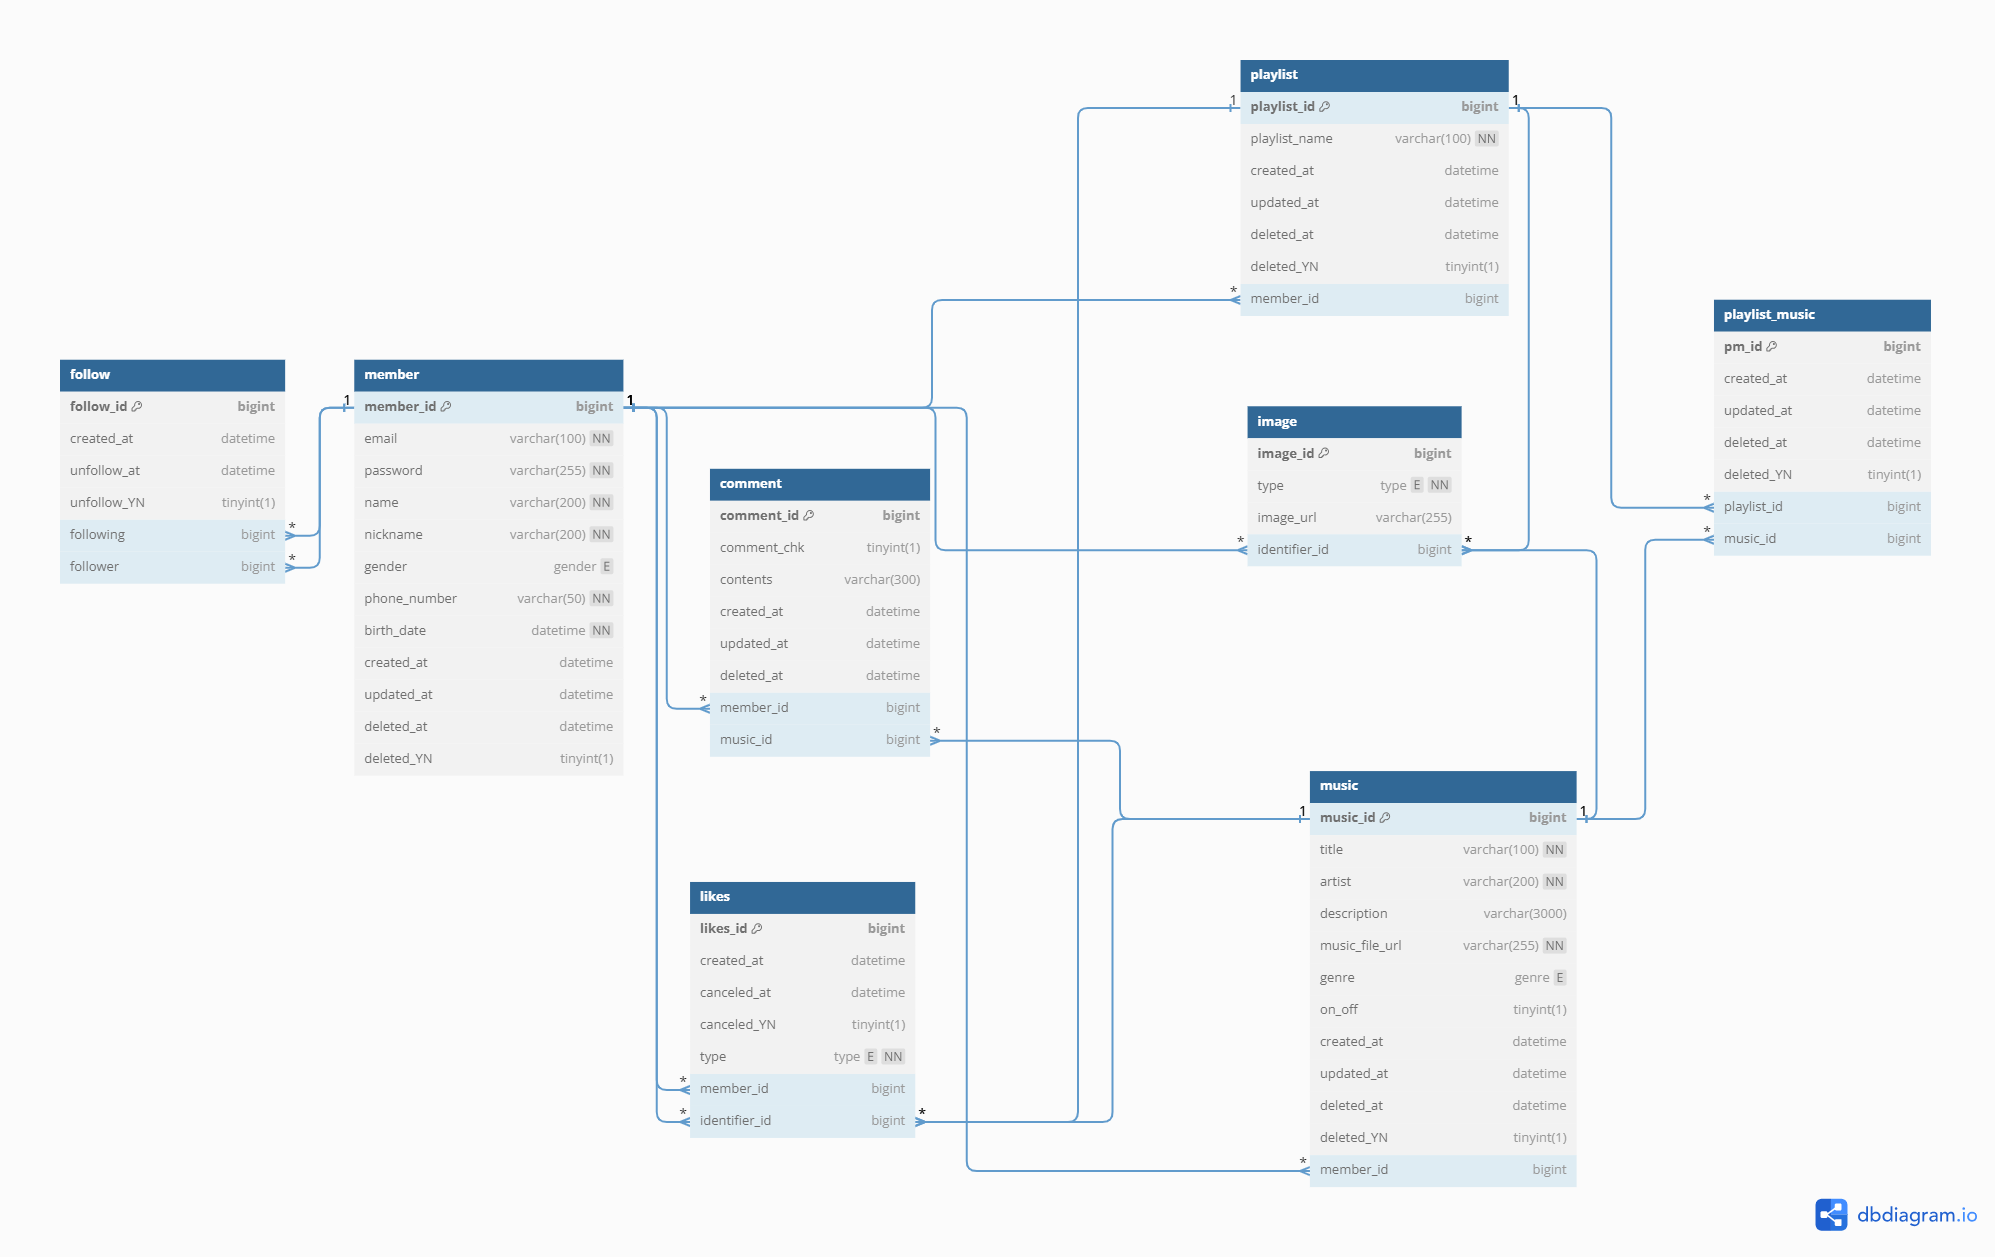 playlist
playlist_id bigint
playlist_name varchar(100) NN
created_at datetime
updated_at datetime
deleted_at datetime
deleted_YN tinyint(1)
member_id bigint
1
1
*
playlist_music
pm_id bigint
created_at datetime
updated_at datetime
deleted_at datetime
deleted_YN tinyint(1)
playlist_id bigint
music_id bigint
*
*
follow
follow_id bigint
created_at datetime
unfollow_at datetime
unfollow_YN tinyint(1)
following bigint
follower bigint
*
*
member
member_id bigint
email varchar(100) NN
password varchar(255) NN
name varchar(200) NN
nickname varchar(200) NN
gender gender E
phone_number varchar(50) NN
birth_date datetime NN
created_at datetime
updated_at datetime
deleted_at datetime
deleted_YN tinyint(1)
1
1
image
image_id bigint
type type E NN
image_url varchar(255)
identifier_id bigint
*
*
comment
comment_id bigint
comment_chk tinyint(1)
contents varchar(300)
created_at datetime
updated_at datetime
deleted_at datetime
member_id bigint
music_id bigint
*
*
music
music_id bigint
title varchar(100) NN
artist varchar(200) NN
description varchar(3000)
music_file_url varchar(255) NN
genre genre E
on_off tinyint(1)
created_at datetime
updated_at datetime
deleted_at datetime
deleted_YN tinyint(1)
member_id bigint
1
1
*
likes
likes_id bigint
created_at datetime
canceled_at datetime
canceled_YN tinyint(1)
type type E NN
member_id bigint
identifier_id bigint
*
*
*
dbdiagram.io